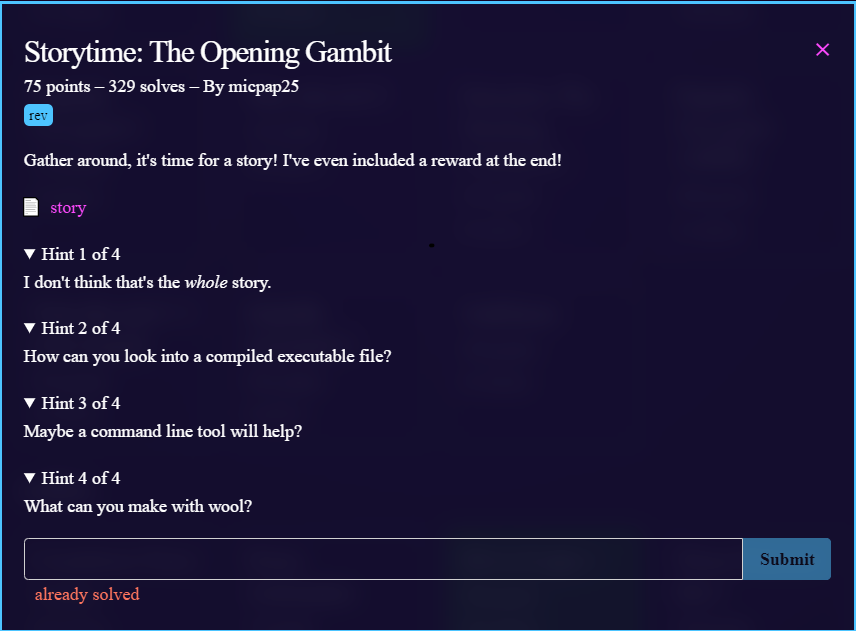 Storytime: The Opening Gambit
75 points – 329 solves – By micpap25
rev
Gather around, it's time for a story! I've even included a reward at the end!
story
▼ Hint 1 of 4
I don't think that's the whole story.
▼ Hint 2 of 4
How can you look into a compiled executable file?
▼ Hint 3 of 4
Maybe a command line tool will help?
▼ Hint 4 of 4
What can you make with wool?
Submit
already solved